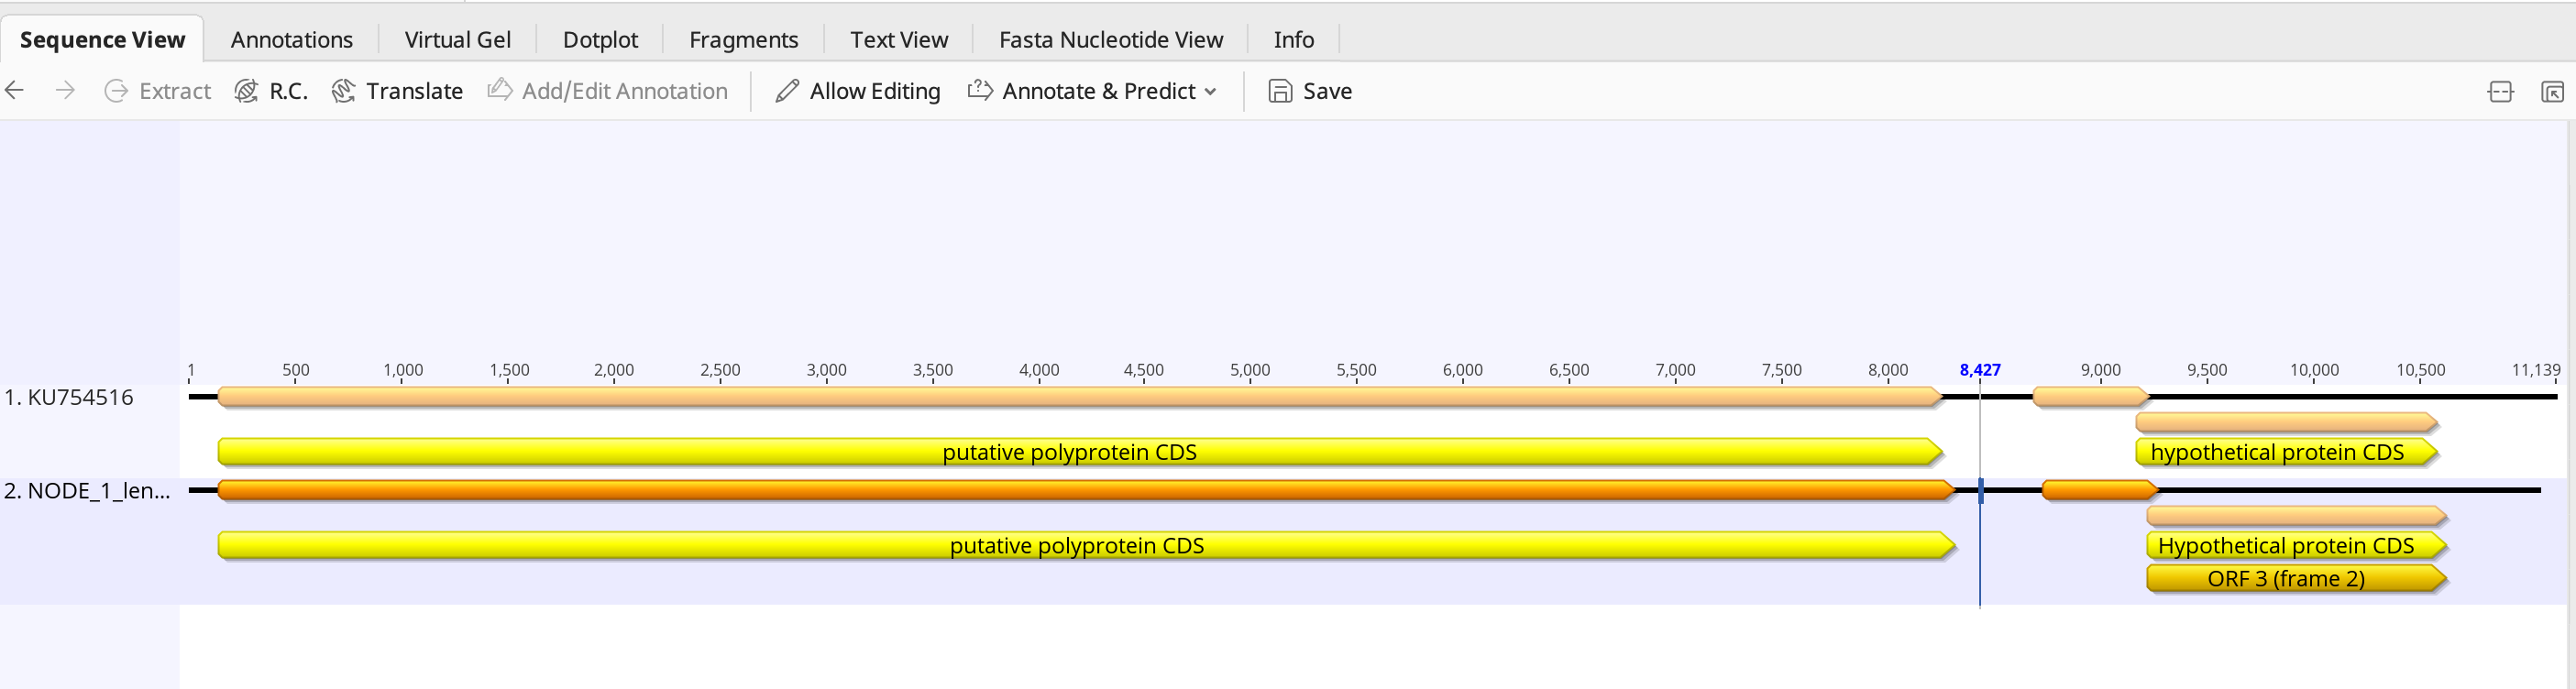 Sequence View Annotations Virtual Gel Dotplot Fragments Text View Fasta Nucleotide View Info
Extract R.C. Translate Add/Edit Annotation Allow Editing Annotate & Predict Save
1 500 1,000 1,500 2,000 2,500 3,000 3,500 4,000 4,500 5,000 5,500 6,000 6,500 7,000 7,500 8,000 8,427 9,000 9,500 10,000 10,500 11,139
1. KU754516
putative polyprotein CDS hypothetical protein CDS
2. NODE_1_len...
putative polyprotein CDS Hypothetical protein CDS
ORF 3 (frame 2)